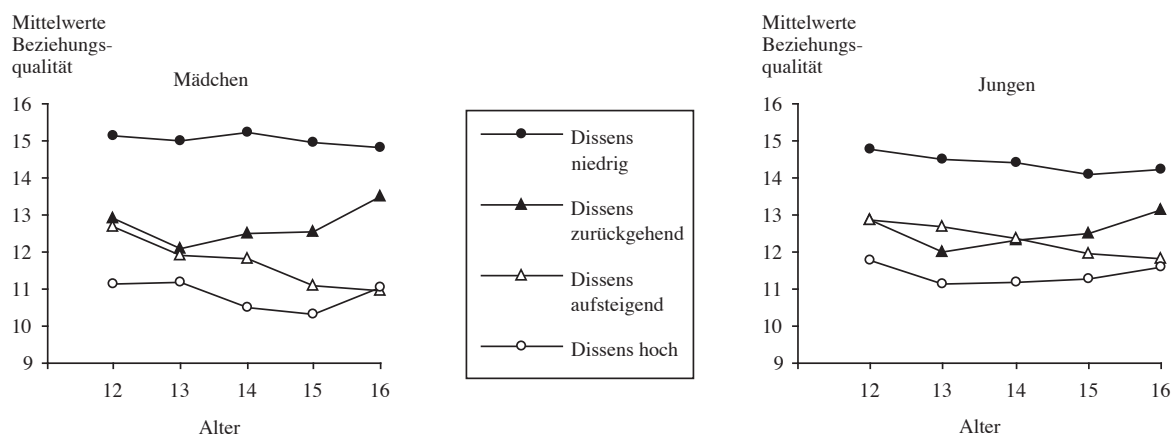 Mittelwerte
Beziehungs-
qualität
Mädchen
16
15
14
13
12
11
10
9
12 13 14 15 16
Alter
Dissens
niedrig
Dissens
zurückgehend
Dissens
aufsteigend
Dissens hoch
Mittelwerte
Beziehungs-
qualität
Jungen
16
15
14
13
12
11
10
9
12 13 14 15 16
Alter